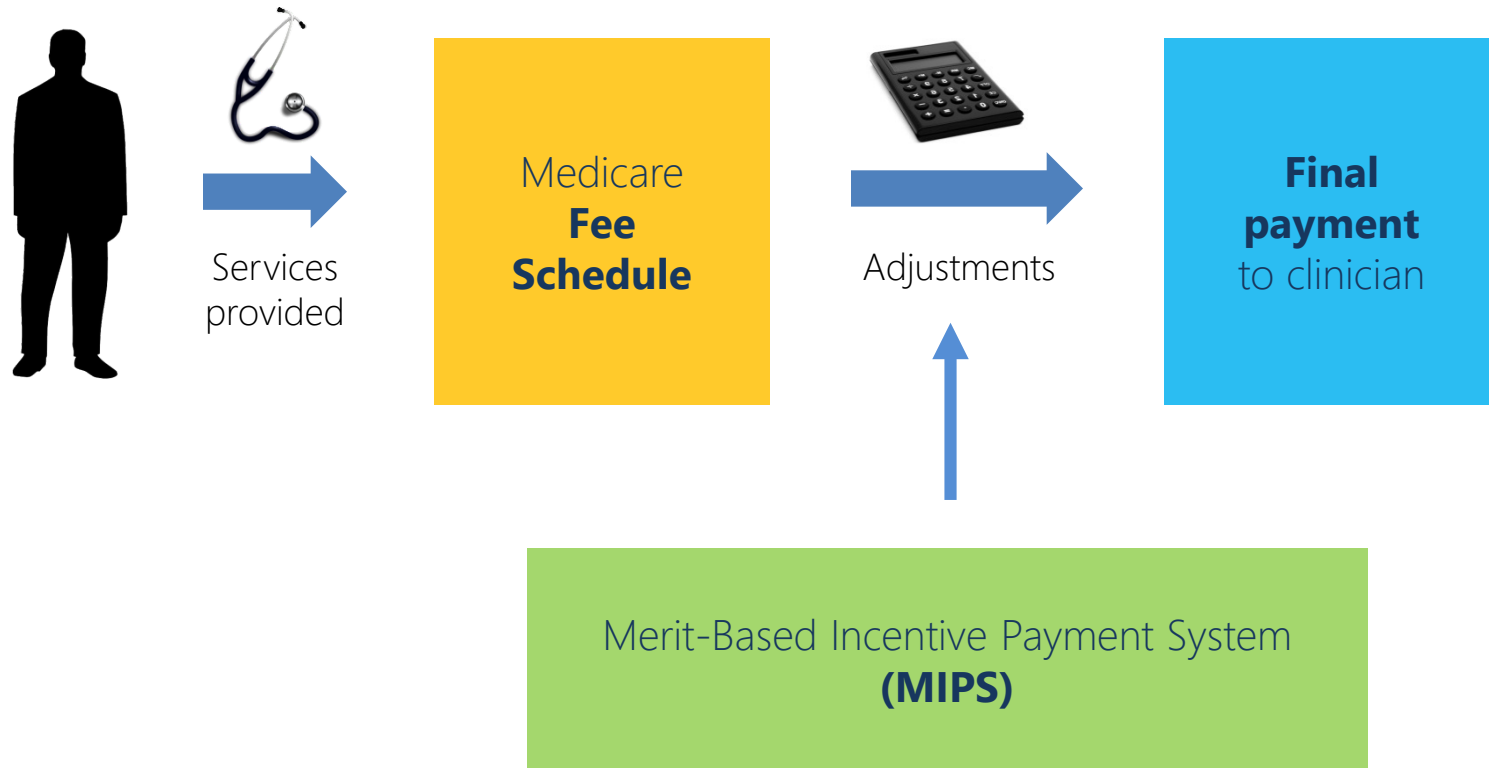 Services
provided
Medicare
Fee
Schedule
Adjustments
Final
payment
to clinician
Merit-Based Incentive Payment System
(MIPS)